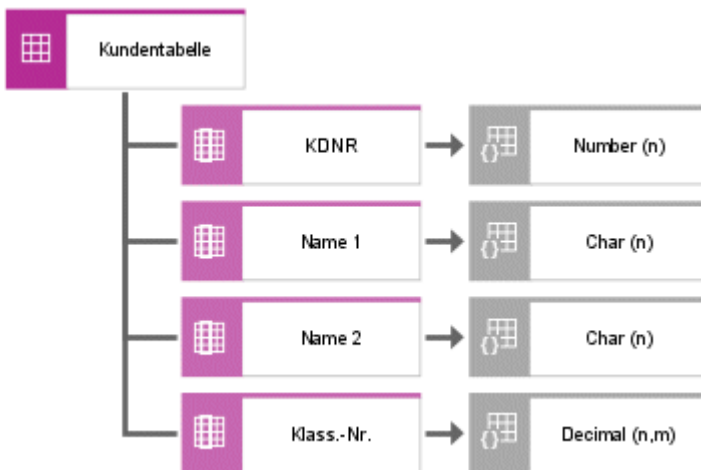 Kundentabelle
KDNR
Number (n)
Name 1
Char (n)
Name 2
Char (n)
Klass.-Nr.
Decimal (n,m)